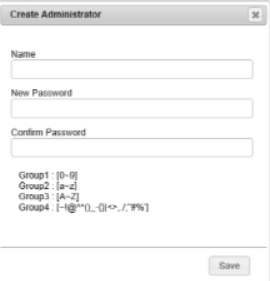 Create Administrator
Name
New Password
Confirm Password
Group1 : [0~9]
Group2 : [a~z]
Group3 : [A~Z]
Group4 :
Save